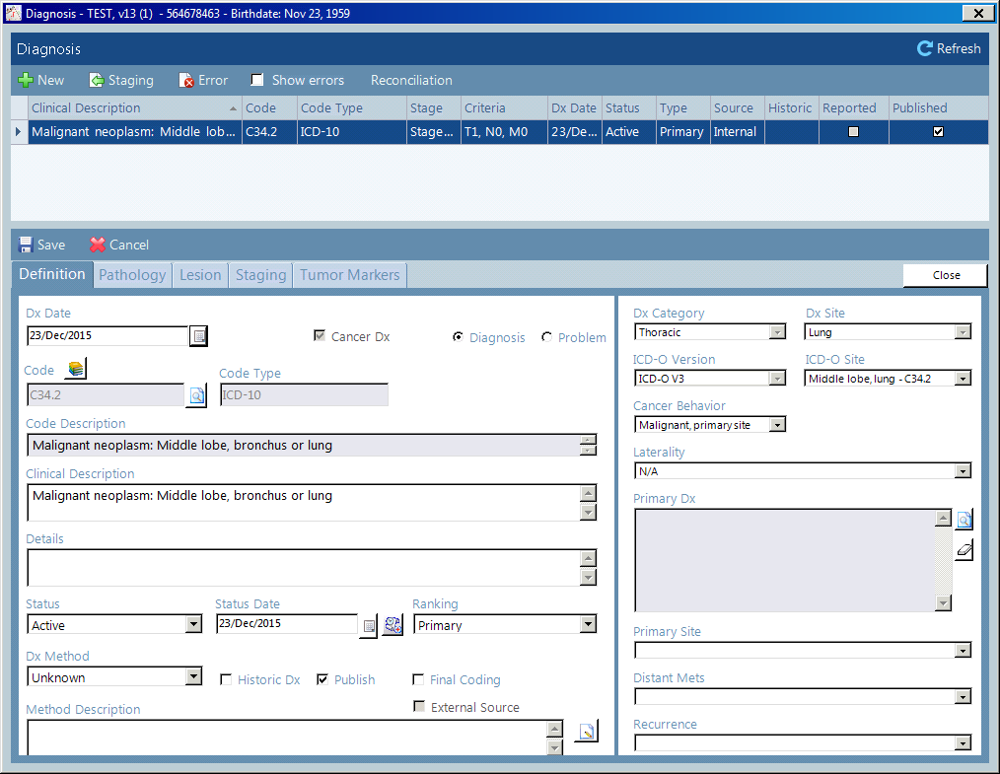 Diagnosis - TEST, v13 (1) - 564678463 - Birthdate: Nov 23, 1959
Diagnosis Refresh
New Staging Error Show errors Reconciliation
Clinical Description Code Code Type Stage Criteria Dx Date Status Type Source Historic Reported Published
Malignant neoplasm: Middle lob... C34.2 ICD-10 Stage... T1, N0, M0 23/De... Active Primary Internal
Save Cancel
Definition Pathology Lesion Staging Tumor Markers Close
Dx Date
23/Dec/2015 Cancer Dx Diagnosis Problem
Code Code Type
C34.2 ICD-10
Code Description
Malignant neoplasm: Middle lobe, bronchus or lung
Clinical Description
Malignant neoplasm: Middle lobe, bronchus or lung
Details
Status Status Date Ranking
Active 23/Dec/2015 Primary
Dx Method
Unknown Historic Dx Publish Final Coding
External Source
Method Description
Dx Category Dx Site
Thoracic Lung
ICD-O Version ICD-O Site
ICD-O V3 Middle lobe, lung - C34.2
Cancer Behavior
Malignant, primary site
Laterality
N/A
Primary Dx
Primary Site
Distant Mets
Recurrence